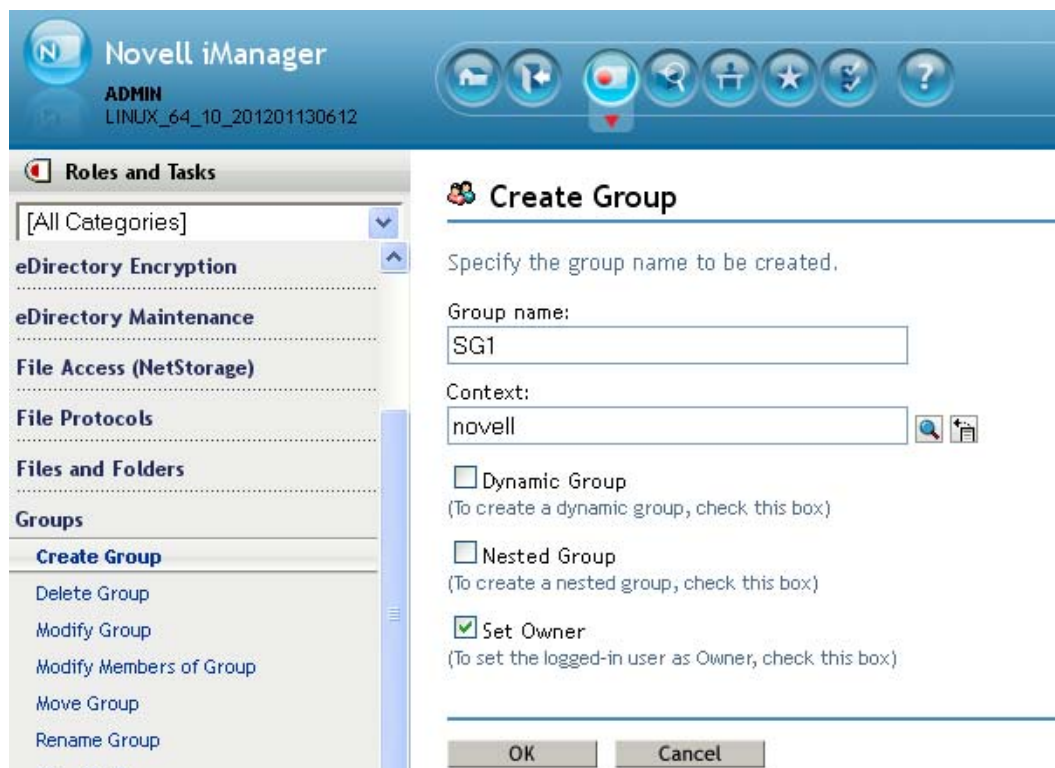 N
Novell iManager
ADMIN
LINUX_64_10_201201130612
?
Roles and Tasks
[All Categories]
eDirectory Encryption
eDirectory Maintenance
File Access (NetStorage)
File Protocols
Files and Folders
Groups
Create Group
Delete Group
Modify Group
Modify Members of Group
Move Group
Rename Group
Create Group
Specify the group name to be created.
Group name:
SG1
Context:
novell
Dynamic Group
(To create a dynamic group, check this box)
Nested Group
(To create a nested group, check this box)
Set Owner
(To set the logged-in user as Owner, check this box)
OK
Cancel